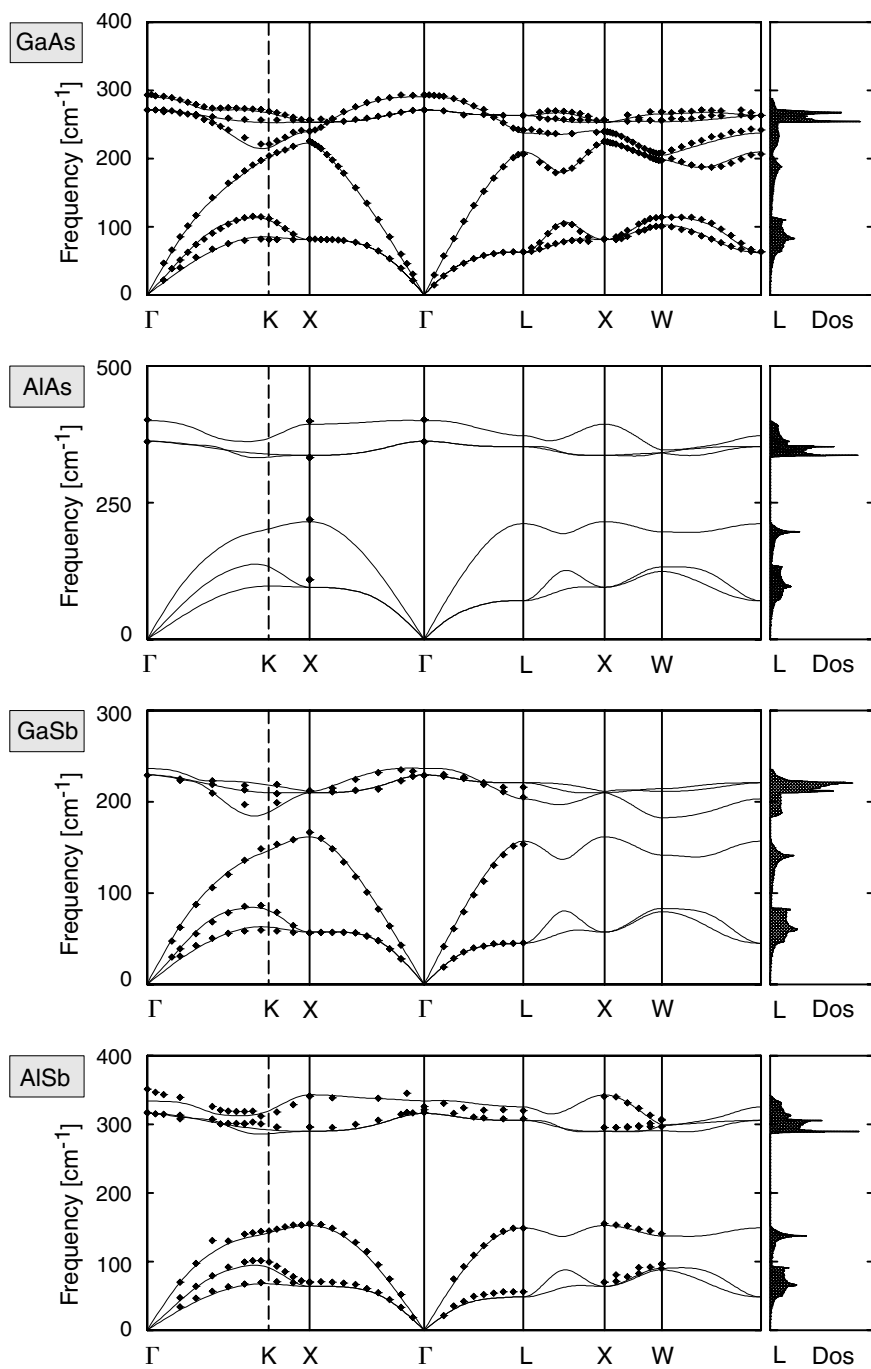 GaAs
Frequency [cm-1]
400
300
200
100
0
Γ K X Γ L X W L Dos
AlAs
Frequency [cm-1]
500
250
0
Γ K X Γ L X W L Dos
GaSb
Frequency [cm-1]
300
200
100
0
Γ K X Γ L X W L Dos
AlSb
Frequency [cm-1]
400
300
200
100
0
Γ K X Γ L X W L Dos